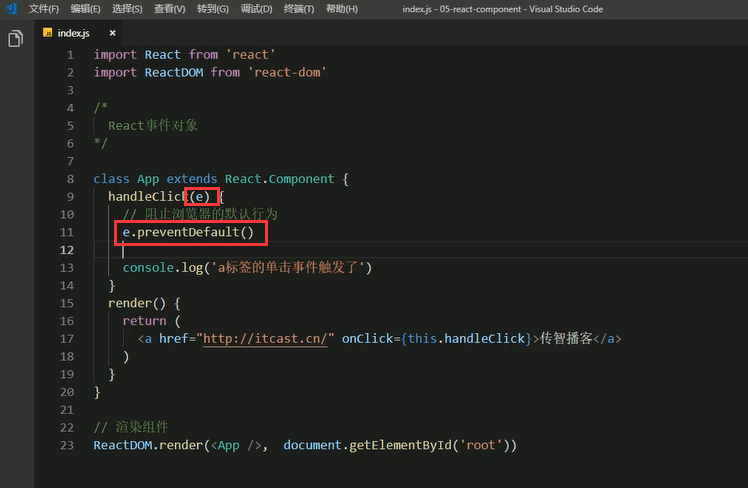 文件(F) 编辑(E) 选择(S) 查看(V) 转到(G) 调试(D) 终端(T) 帮助(H) index.js - 05-react-component - Visual Studio Code
JS index.js ×
1 import React from 'react'
2 import ReactDOM from 'react-dom'
3
4 /*
5 React事件对象
6 */
7
8 class App extends React.Component {
9 handleClick(e) {
10 // 阻止浏览器的默认行为
11 e.preventDefault()
12
13 console.log('a标签的单击事件触发了')
14 }
15 render() {
16 return (
17 <a href="http://itcast.cn/" onClick={this.handleClick}>传智播客</a>
18 )
19 }
20 }
21
22 // 渲染组件
23 ReactDOM.render(<App />, document.getElementById('root'))